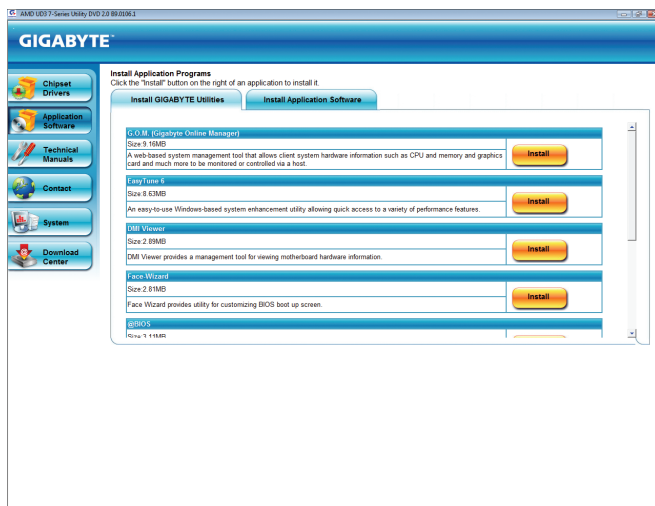 AMD UD3 7-Series Utility DVD 2.0 B9.0106.1
GIGABYTE™
Chipset
Drivers
Application
Software
Technical
Manuals
Contact
System
Download
Center
Install Application Programs
Click the "Install" button on the right of an application to install it.
Install GIGABYTE Utilities
Install Application Software
G.O.M. (Gigabyte Online Manager)
Size:9.16MB
A web-based system management tool that allows client system hardware information such as CPU and memory and graphics
card and much more to be monitored or controlled via a host.
Install
EasyTune 6
Size:8.63MB
An easy-to-use Windows-based system enhancement utility allowing quick access to a variety of performance features.
Install
DMI Viewer
Size:2.89MB
DMI Viewer provides a management tool for viewing motherboard hardware information.
Install
Face-Wizard
Size:2.81MB
Face Wizard provides utility for customizing BIOS boot up screen.
Install
@BIOS
Size:3.11MB